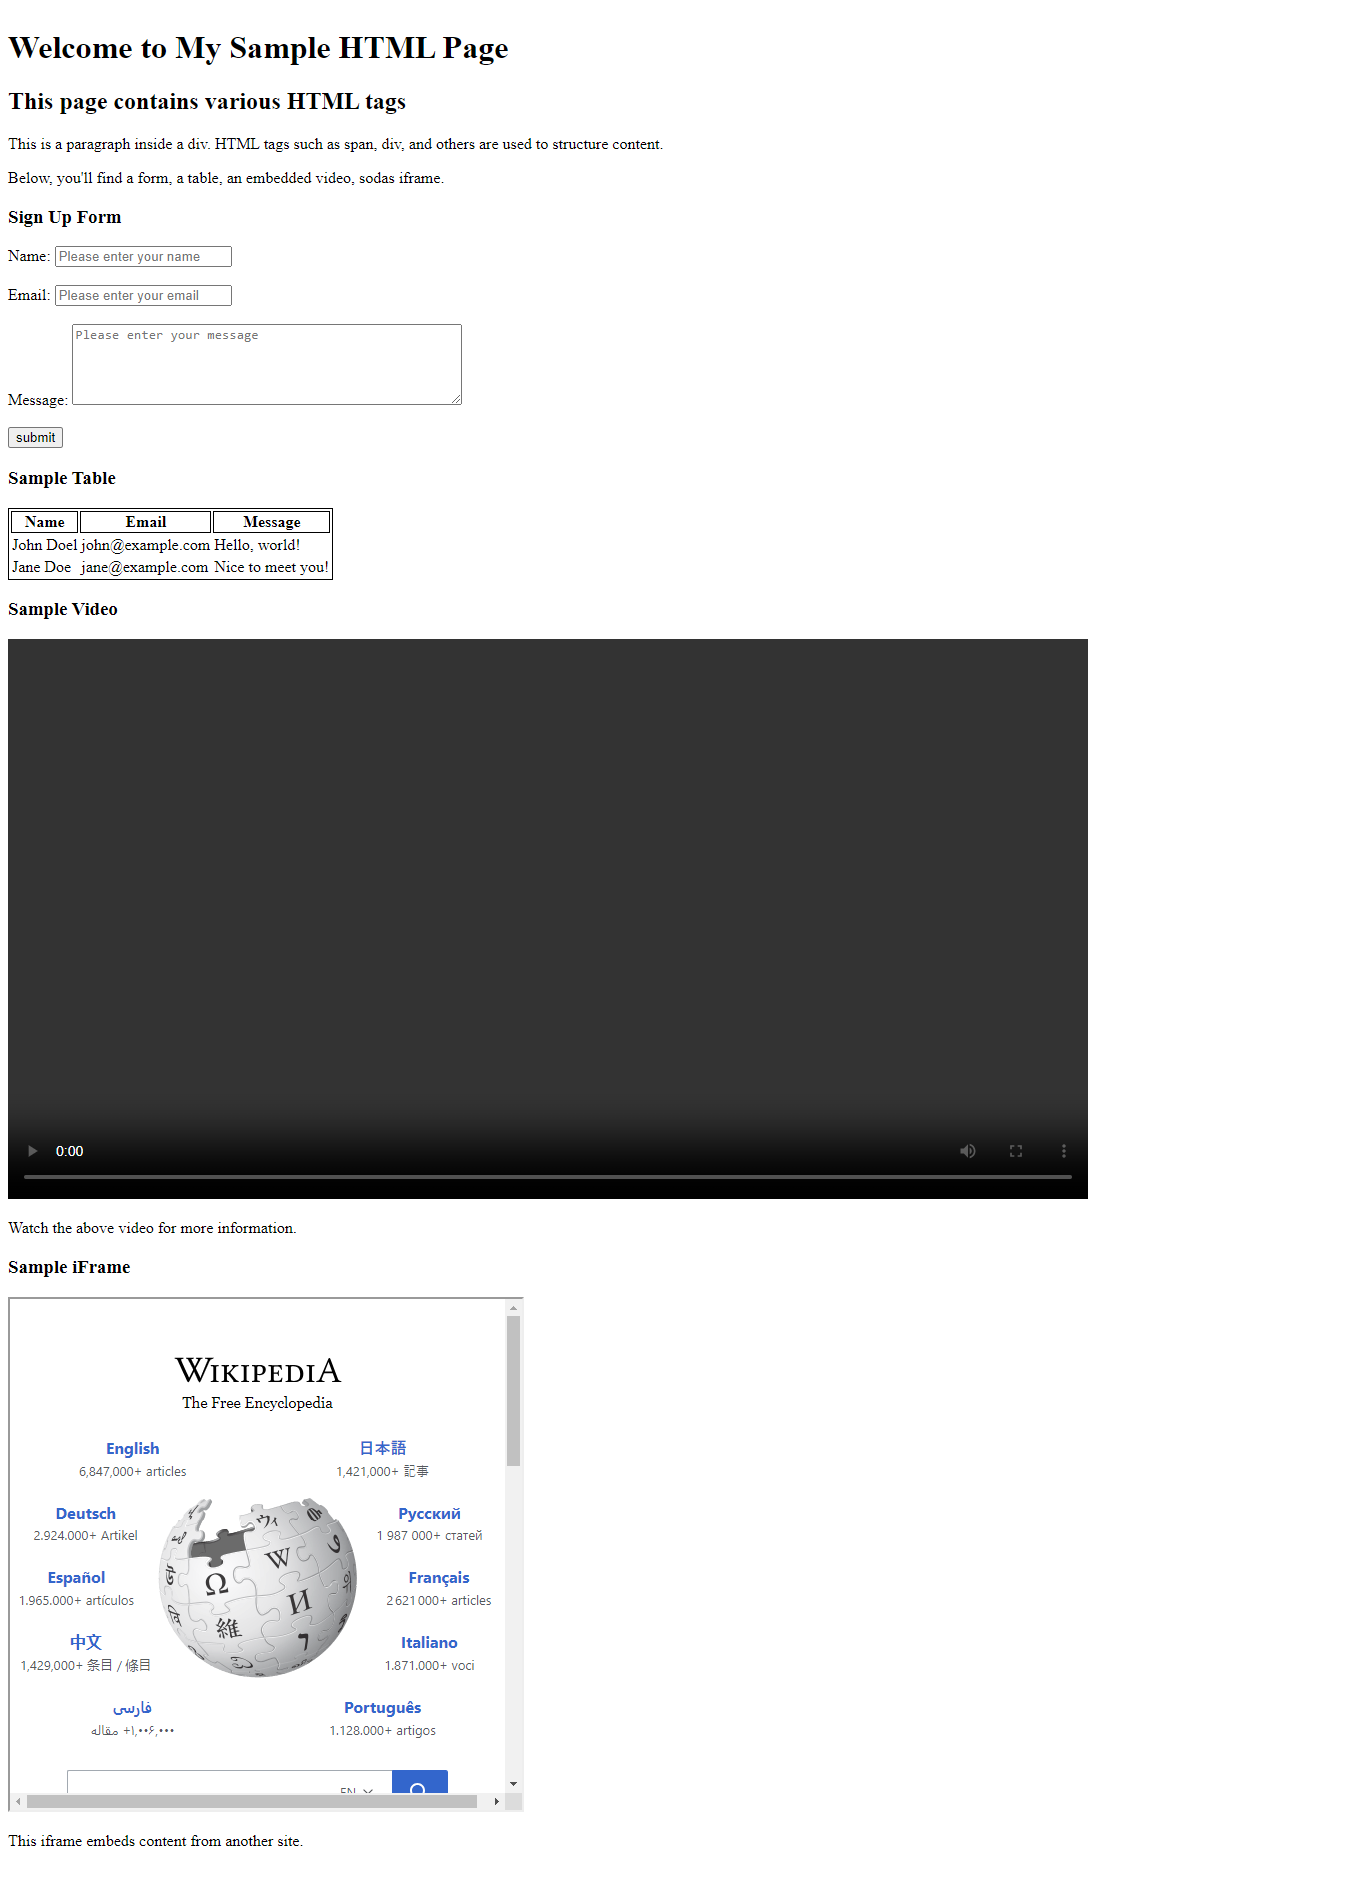 Welcome to My Sample HTML Page
This page contains various HTML tags
This is a paragraph inside a div. HTML tags such as span, div, and others are used to structure content.
Below, you'll find a form, a table, an embedded video, sodas iframe.
Sign Up Form
Name: Please enter your name
Email: Please enter your email
Message: Please enter your message
submit
Sample Table
Name Email Message
John Doel john@example.com Hello, world!
Jane Doe jane@example.com Nice to meet you!
Sample Video
0:00
Watch the above video for more information.
Sample iFrame
WIKIPEDIA
The Free Encyclopedia
English 日本語
6,847,000+ articles 1,421,000+ 記事
Deutsch Русский
2.924.000+ Artikel 1 987 000+ статей
Español Français
1.965.000+ artículos 2 621 000+ articles
中文 Italiano
1,429,000+ 条目 / 條目 1.871.000+ voci
فارسی Português
۱٬۰۰۶٬۰۰۰+ مقاله 1.128.000+ artigos
Ω W И 維 ウィ
EN
This iframe embeds content from another site.